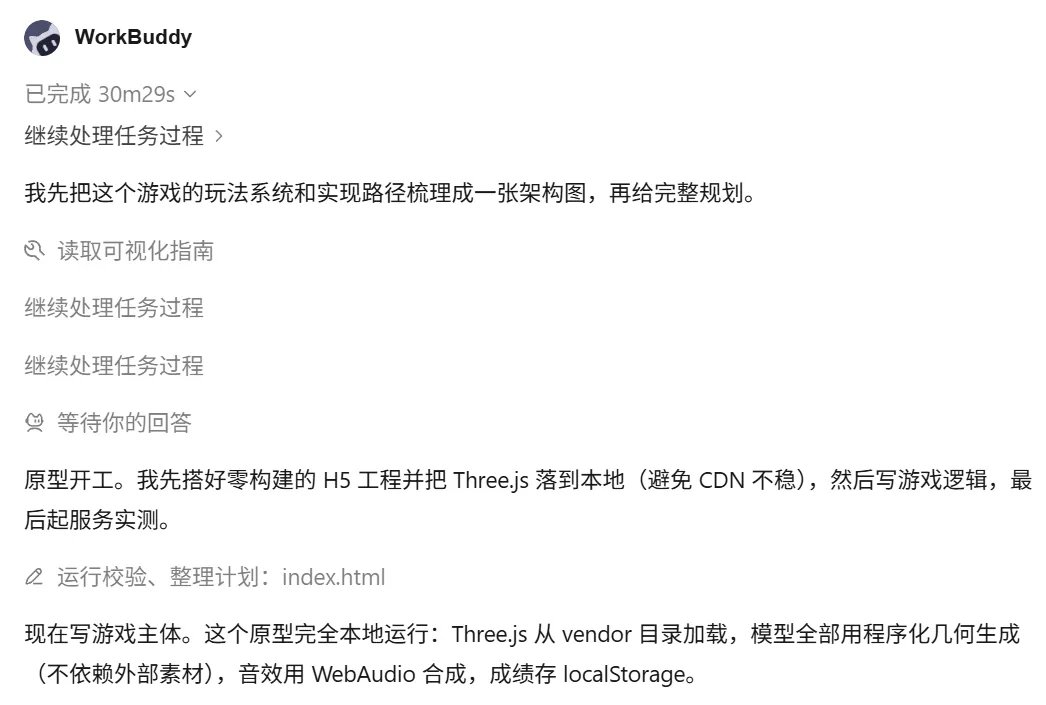 WorkBuddy
已完成 30m29s
继续处理任务过程
我先把这个游戏的玩法系统和实现路径梳理成一张架构图，再给完整规划。
读取可视化指南
继续处理任务过程
继续处理任务过程
等待你的回答
原型开工。我先搭好零构建的 H5 工程并把 Three.js 落到本地（避免 CDN 不稳），然后写游戏逻辑，最
后起服务实测。
运行校验、整理计划：index.html
现在写游戏主体。这个原型完全本地运行：Three.js 从 vendor 目录加载，模型全部用程序化几何生成
（不依赖外部素材），音效用 WebAudio 合成，成绩存 localStorage。